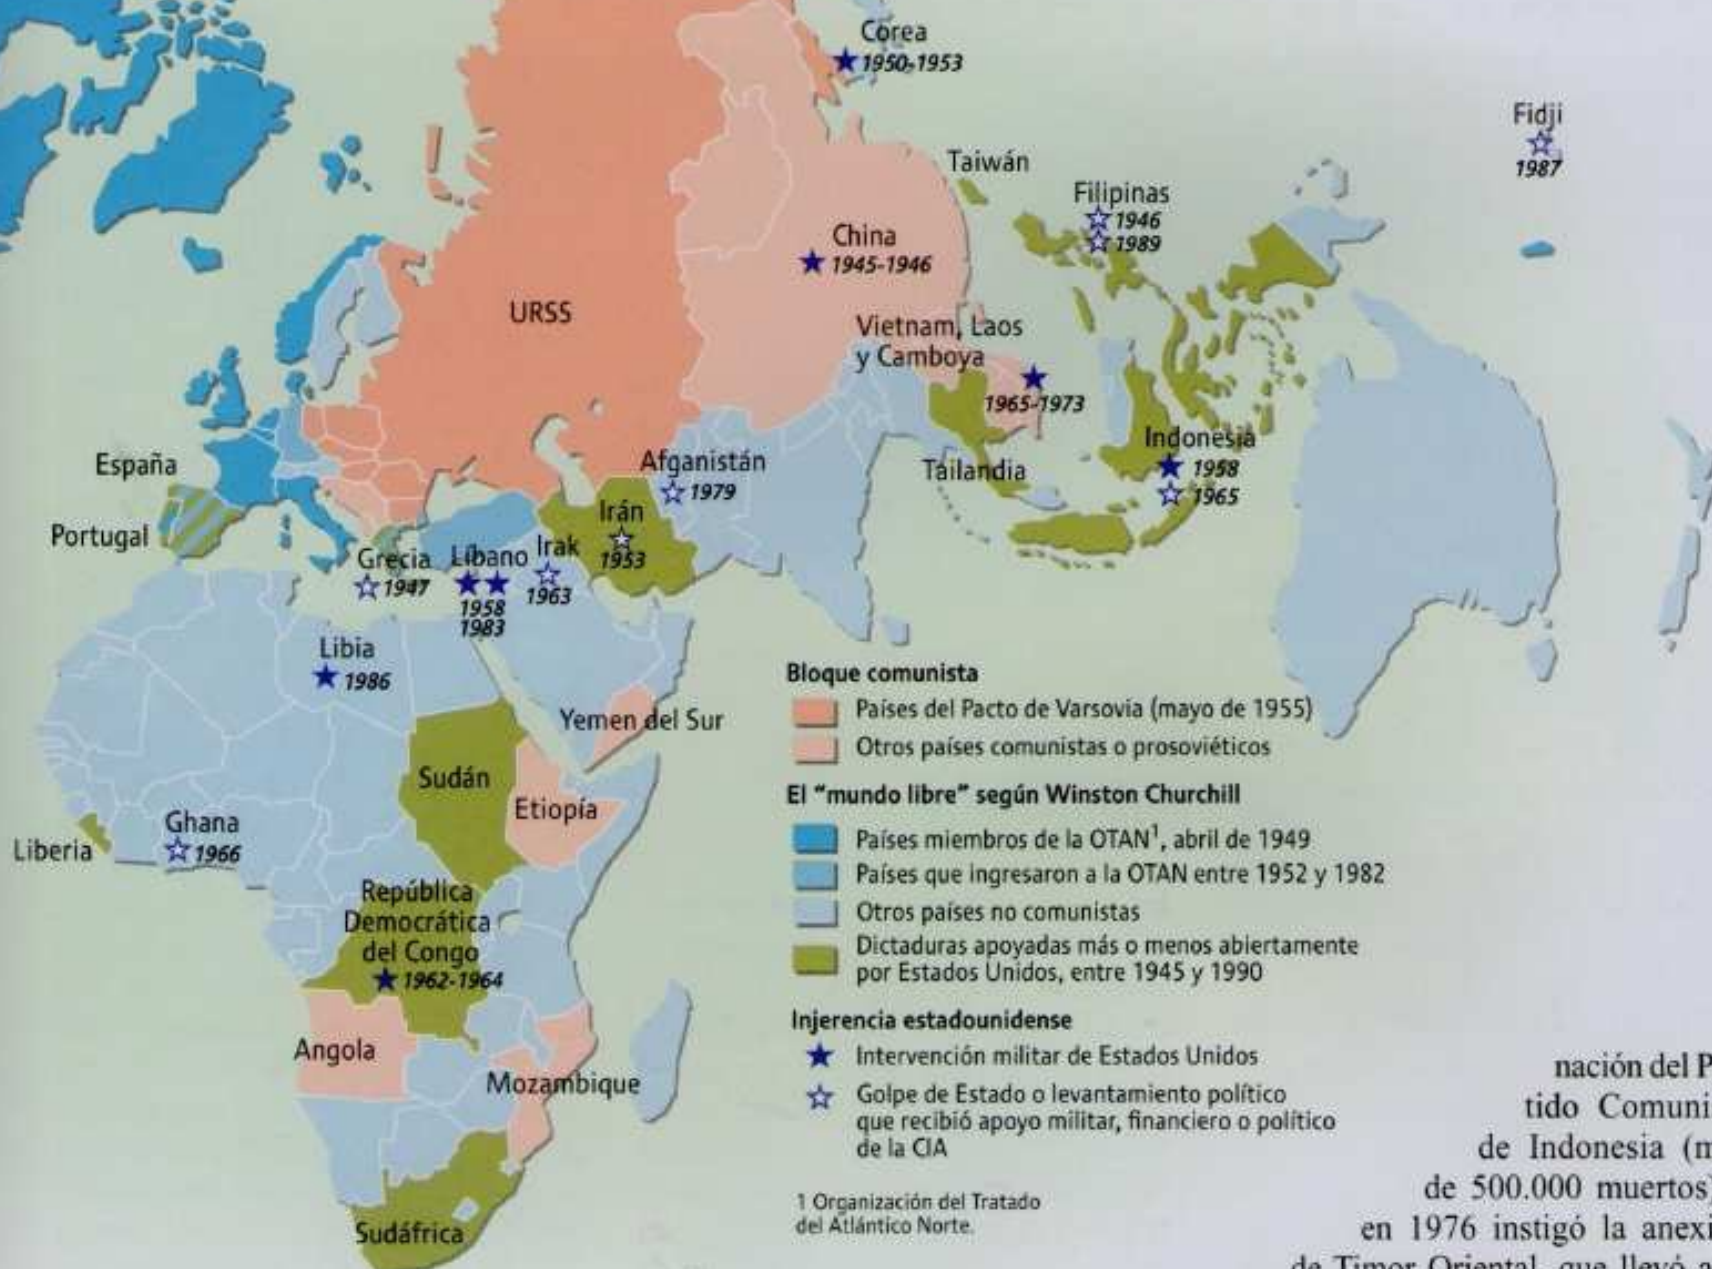 Corea
1950-1953
Fidji
1987
Taiwán
Filipinas
1946
1989
China
1945-1946
URSS
Vietnam, Laos
y Camboya
1965-1973
Indonesia
1958
1965
España
Afganistán
1979
Tailandia
Portugal
Irán
1953
Grecia
1947
Líbano
1958
1983
Irak
1963
Libia
1986
Yemen del Sur
Sudán
Etiopía
Ghana
1966
Liberia
República
Democrática
del Congo
1962-1964
Angola
Mozambique
Sudáfrica
Bloque comunista
Países del Pacto de Varsovia (mayo de 1955)
Otros países comunistas o prosoviéticos
El “mundo libre” según Winston Churchill
Países miembros de la OTAN¹, abril de 1949
Países que ingresaron a la OTAN entre 1952 y 1982
Otros países no comunistas
Dictaduras apoyadas más o menos abiertamente
por Estados Unidos, entre 1945 y 1990
Injerencia estadounidense
Intervención militar de Estados Unidos
Golpe de Estado o levantamiento político
que recibió apoyo militar, financiero o político
de la CIA
1 Organización del Tratado
del Atlántico Norte.
nación del P
tido Comuni
de Indonesia (m
de 500.000 muertos)
en 1976 instigó la anexi
de Timor Oriental, que llevó a